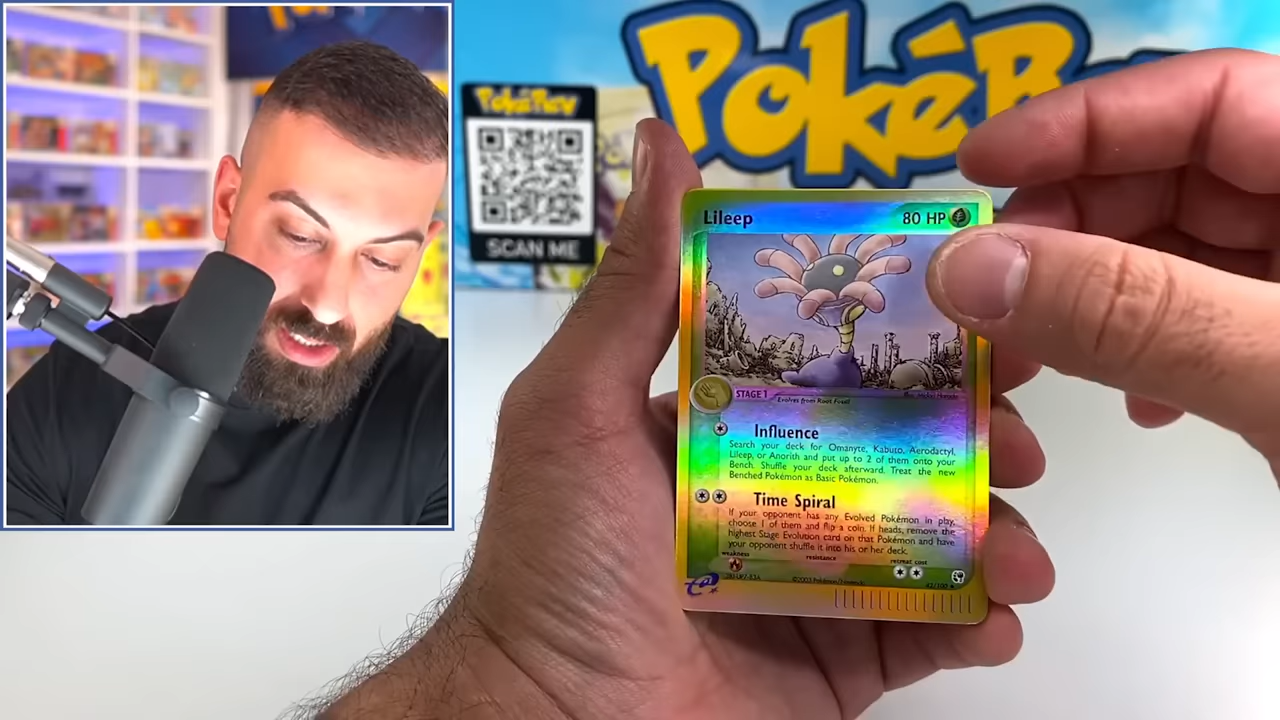 PokéRev
SCAN ME
PokéR
Lileep
80 HP
STAGE 1
Evolves from Root Fossil
Influence
Search your deck for Omanyte, Kabuto, Aerodactyl,
Lileep, or Anorith and put up to 2 of them onto your
Bench. Shuffle your deck afterward. Treat the new
Benched Pokémon as Basic Pokémon.
Time Spiral
If your opponent has any Evolved Pokémon in play,
choose 1 of them and flip a coin. If heads, remove the
highest Stage Evolution card on that Pokémon and have
your opponent shuffle it into his or her deck.
weakness
resistance
retreat cost
©2003 Pokémon/Nintendo